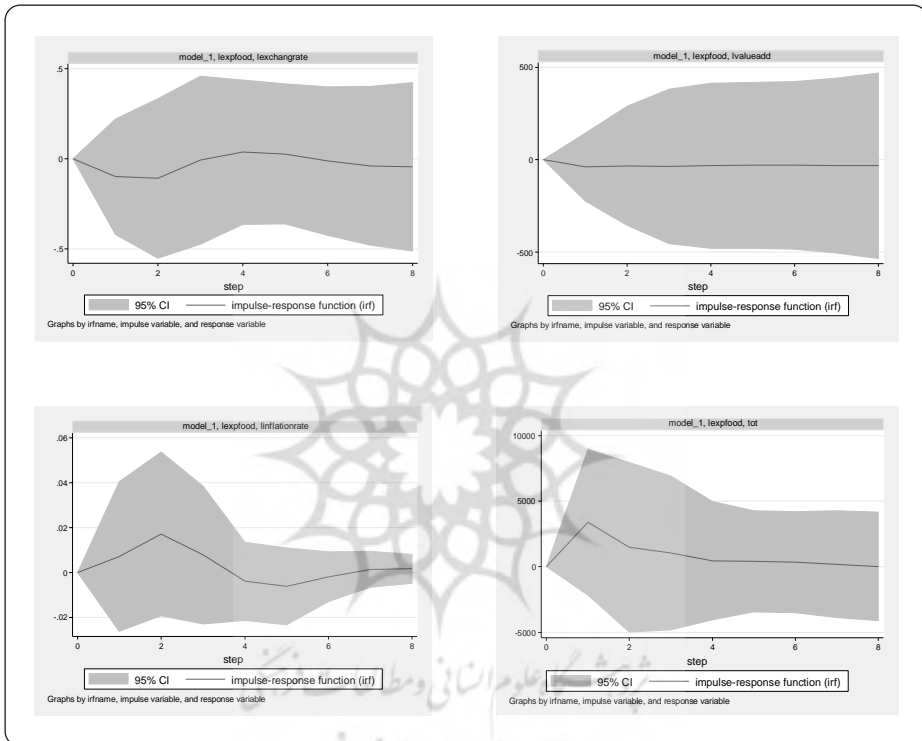 model_1, lexpfood, lexchangrate
.5
0
-.5
0 2 4 6 8
step
95% CI impulse-response function (irf)
Graphs by irfname, impulse variable, and response variable
model_1, lexpfood, lvalueadd
500
0
-500
0 2 4 6 8
step
95% CI impulse-response function (irf)
Graphs by irfname, impulse variable, and response variable
model_1, lexpfood, linflationrate
.06
.04
.02
0
-.02
0 2 4 6 8
step
95% CI impulse-response function (irf)
Graphs by irfname, impulse variable, and response variable
model_1, lexpfood, tot
10000
5000
0
-5000
0 2 4 6 8
step
95% CI impulse-response function (irf)
Graphs by irfname, impulse variable, and response variable
پژوهشگاه علوم انسانی و مطالعات فرهنگی